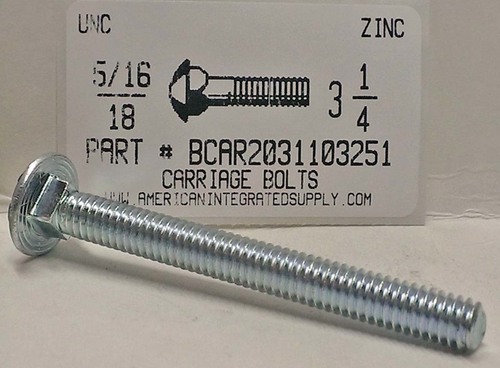 UNC ZINC
5/16
18
3 1/4
PART # BCAR2031103251
CARRIAGE BOLTS
WWW.AMERICANINTEGRATEDSUPPLY.COM